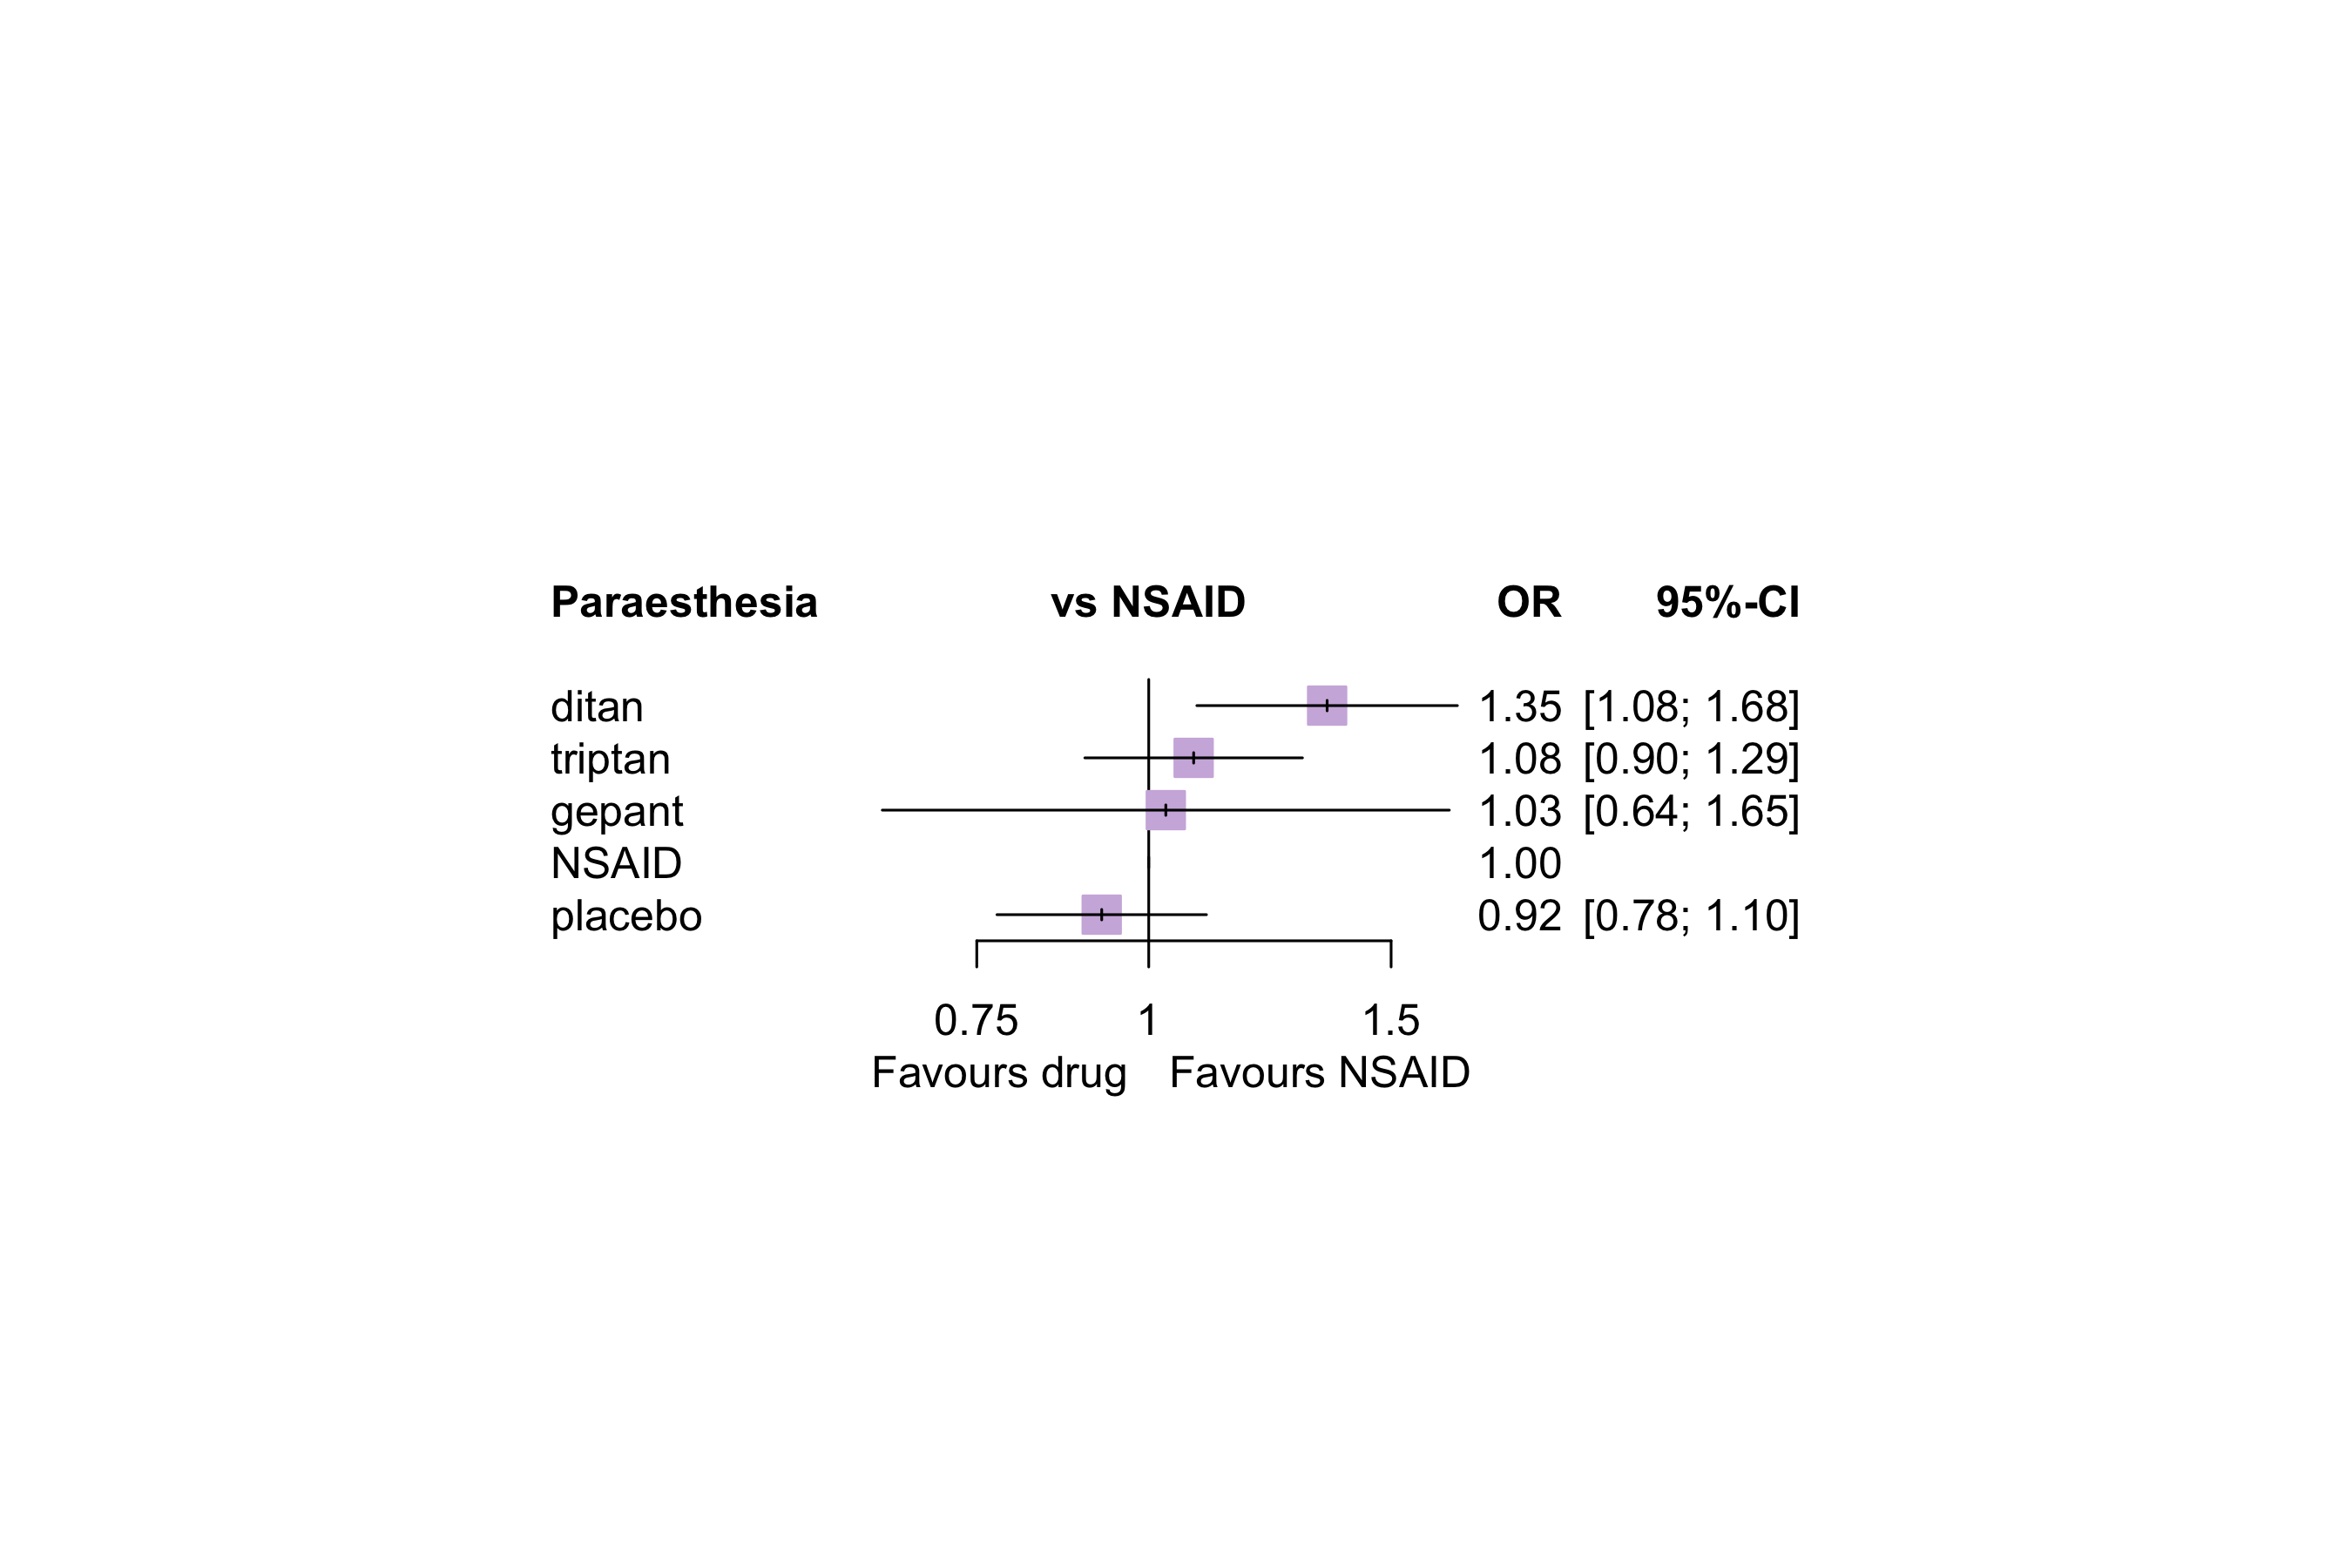 Paraesthesia vs NSAID OR 95%-CI
ditan 1.35 [1.08; 1.68]
triptan 1.08 [0.90; 1.29]
gepant 1.03 [0.64; 1.65]
NSAID 1.00
placebo 0.92 [0.78; 1.10]
0.75 1 1.5
Favours drug Favours NSAID